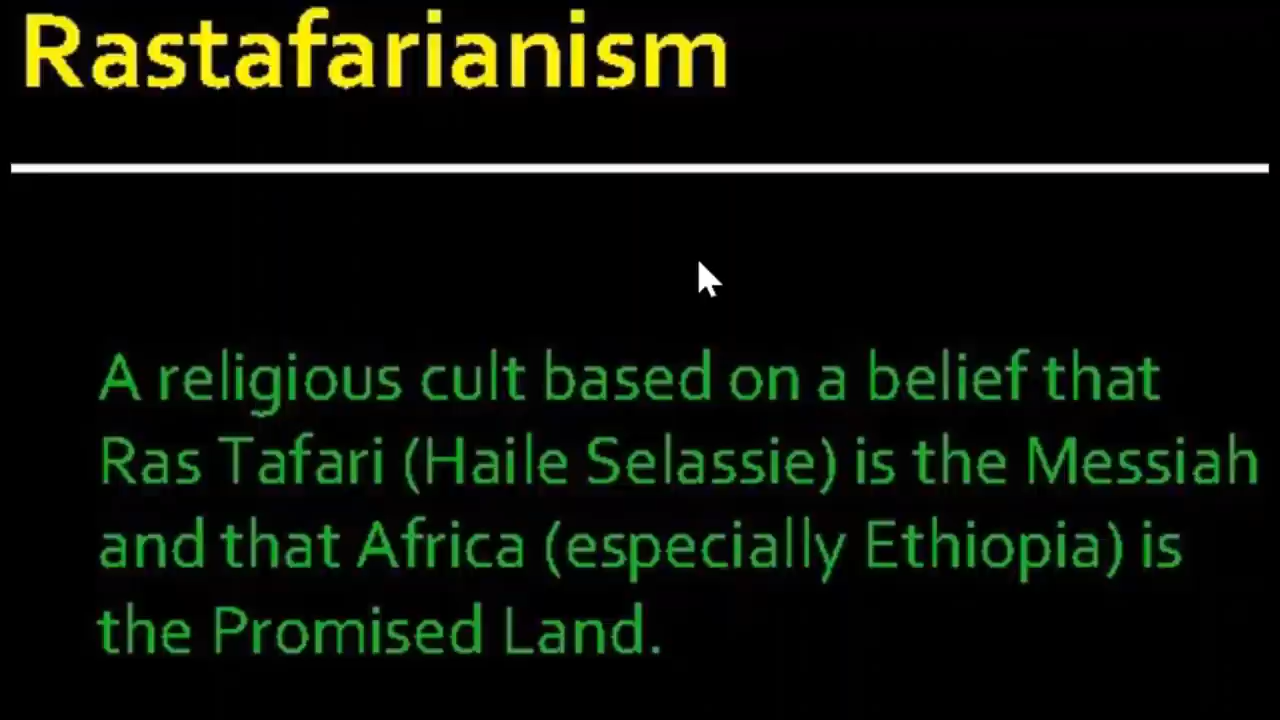 Rastafarianism
A religious cult based on a belief that
Ras Tafari (Haile Selassie) is the Messiah
and that Africa (especially Ethiopia) is
the Promised Land.